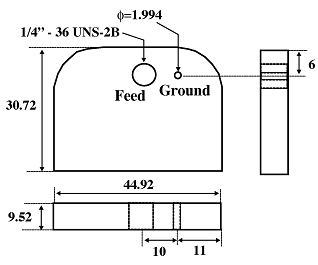 ϕ=1.994
1/4" - 36 UNS-2B
6
Feed
Ground
30.72
44.92
9.52
10
11